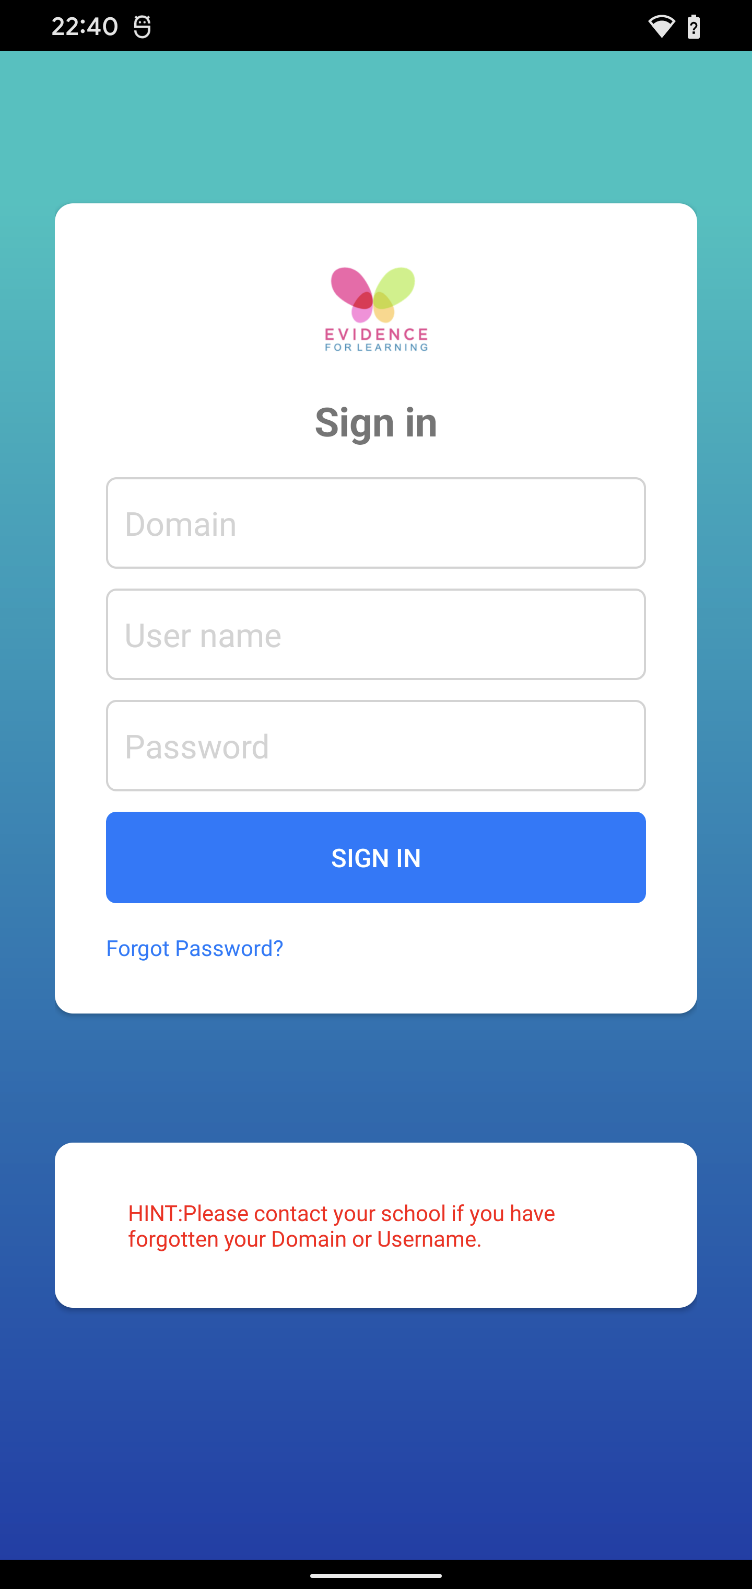 22:40
EVIDENCE
FOR LEARNING
Sign in
Domain
User name
Password
SIGN IN
Forgot Password?
HINT:Please contact your school if you have
forgotten your Domain or Username.